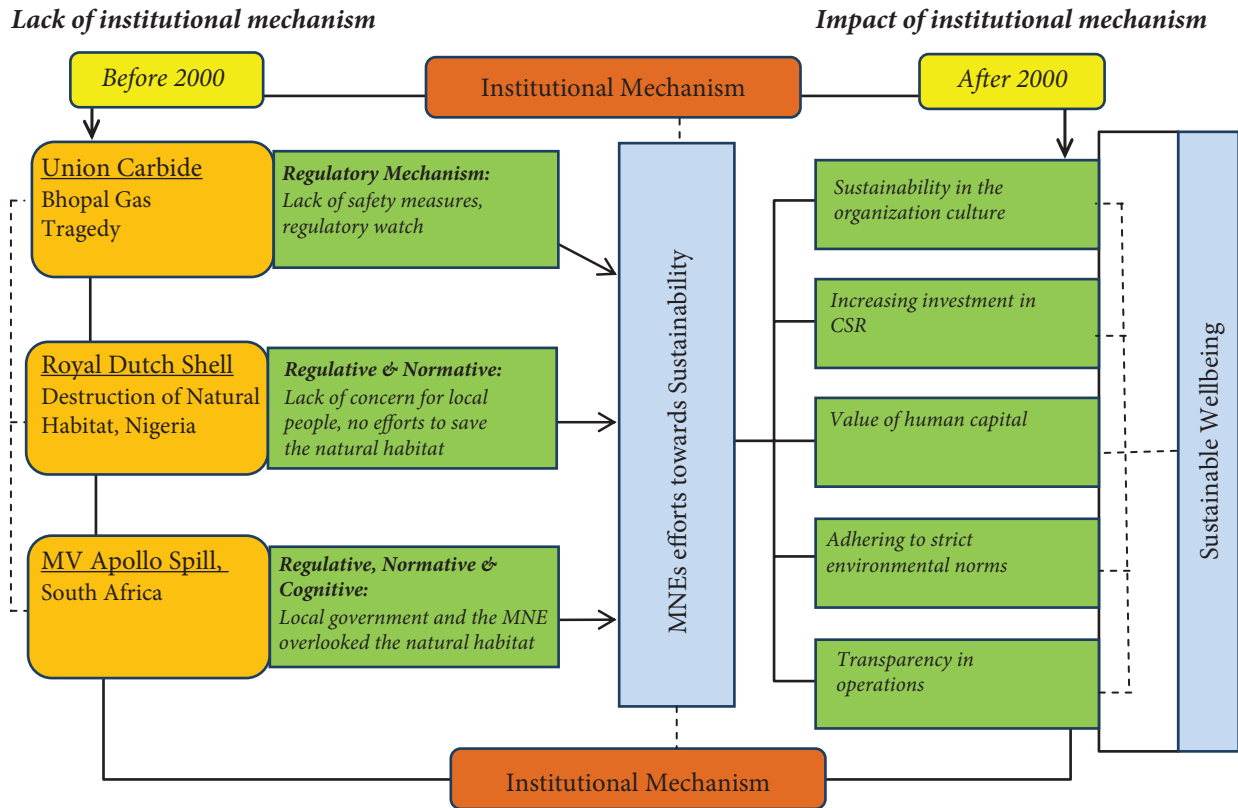 Lack of institutional mechanism
Impact of institutional mechanism
Before 2000
Institutional Mechanism
After 2000
Union Carbide
Bhopal Gas
Tragedy
Regulatory Mechanism:
Lack of safety measures,
regulatory watch
Royal Dutch Shell
Destruction of Natural
Habitat, Nigeria
Regulative & Normative:
Lack of concern for local
people, no efforts to save
the natural habitat
MV Apollo Spill,
South Africa
Regulative, Normative &
Cognitive:
Local government and the MNE
overlooked the natural habitat
MNEs efforts towards Sustainability
Sustainability in the
organization culture
Increasing investment in
CSR
Value of human capital
Adhering to strict
environmental norms
Transparency in
operations
Sustainable Wellbeing
Institutional Mechanism